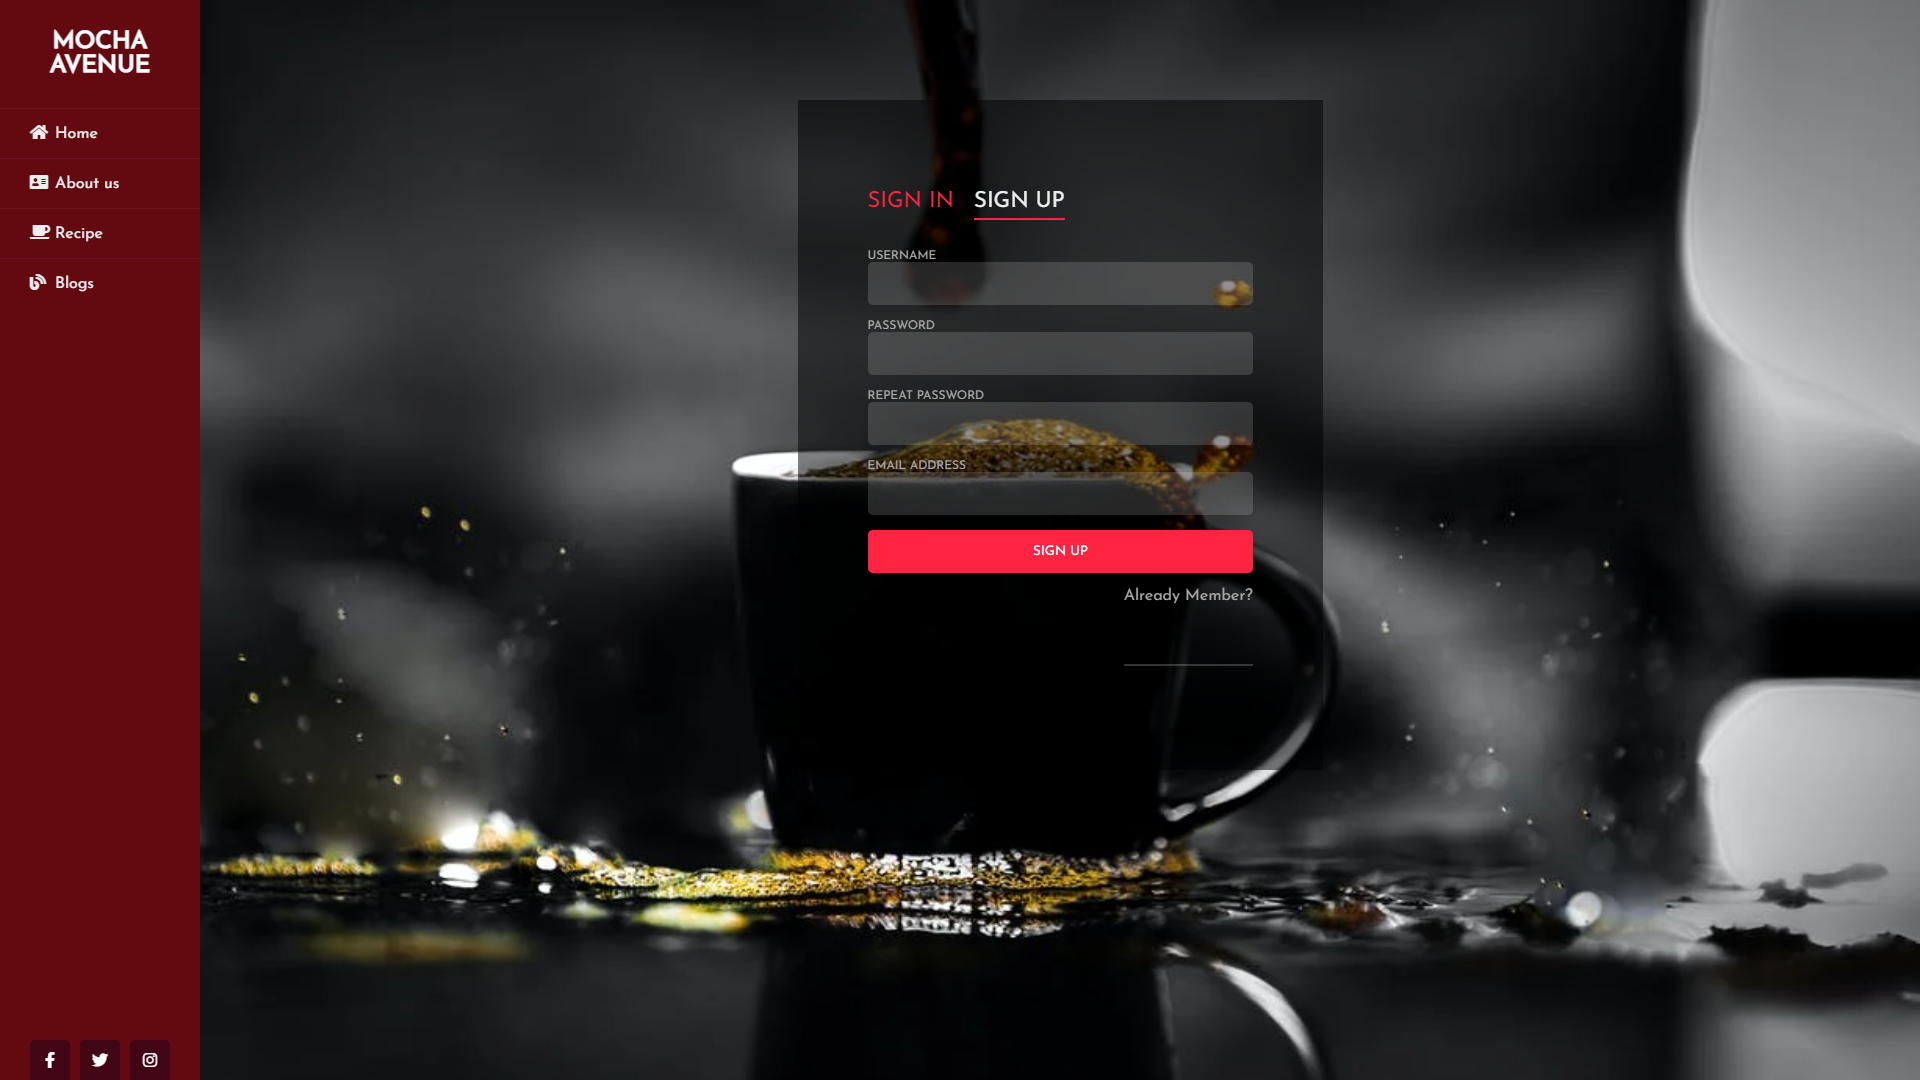 MOCHA
AVENUE
Home
About us
Recipe
Blogs
SIGN IN SIGN UP
USERNAME
PASSWORD
REPEAT PASSWORD
EMAIL ADDRESS
SIGN UP
Already Member?